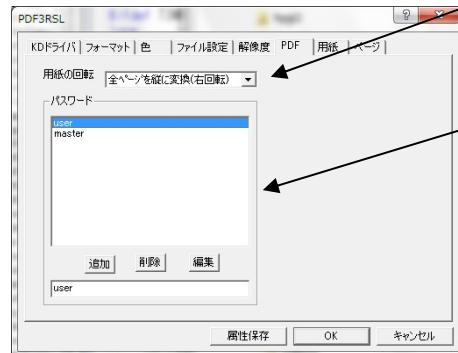 PDF3RSL
KDドライバ フォーマット 色 ファイル設定 解像度 PDF 用紙 ページ
用紙の回転 全ページを縦に変換(右回転)
パスワード
user
master
追加 削除 編集
user
属性保存 OK キャンセル